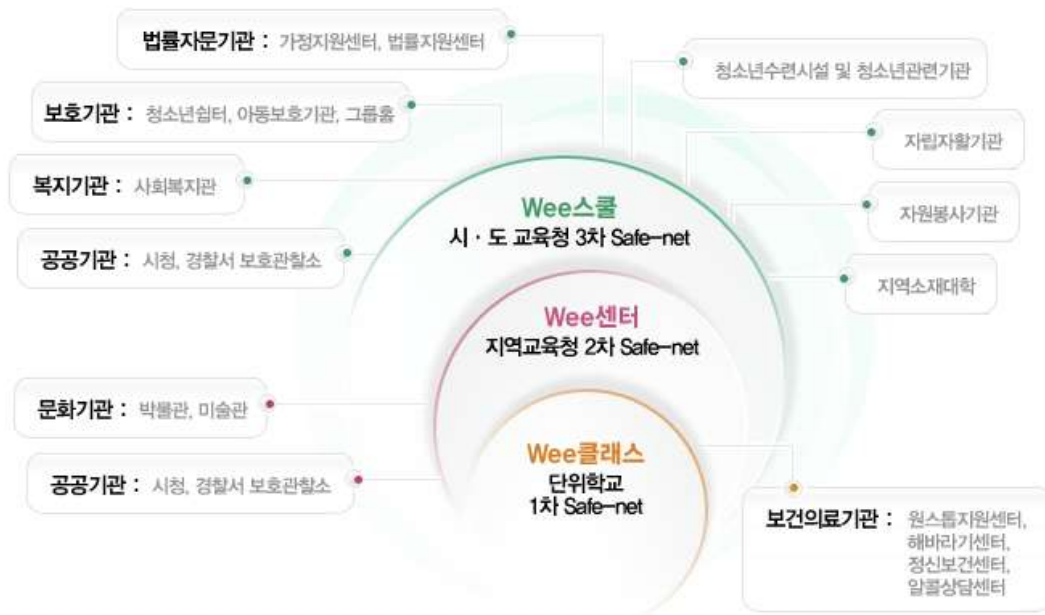 법률자문기관 : 가정지원센터, 법률지원센터
청소년수련시설 및 청소년관련기관
보호기관 : 청소년쉼터, 아동보호기관, 그룹홈
자립자활기관
복지기관 : 사회복지관
자원봉사기관
Wee스쿨
시 · 도 교육청 3차 Safe-net
공공기관 : 시청, 경찰서 보호관찰소
지역소재대학
Wee센터
지역교육청 2차 Safe-net
문화기관 : 박물관, 미술관
Wee클래스
단위학교
1차 Safe-net
공공기관 : 시청, 경찰서 보호관찰소
보건의료기관 : 원스톱지원센터,
해바라기센터,
정신보건센터,
알콜상담센터